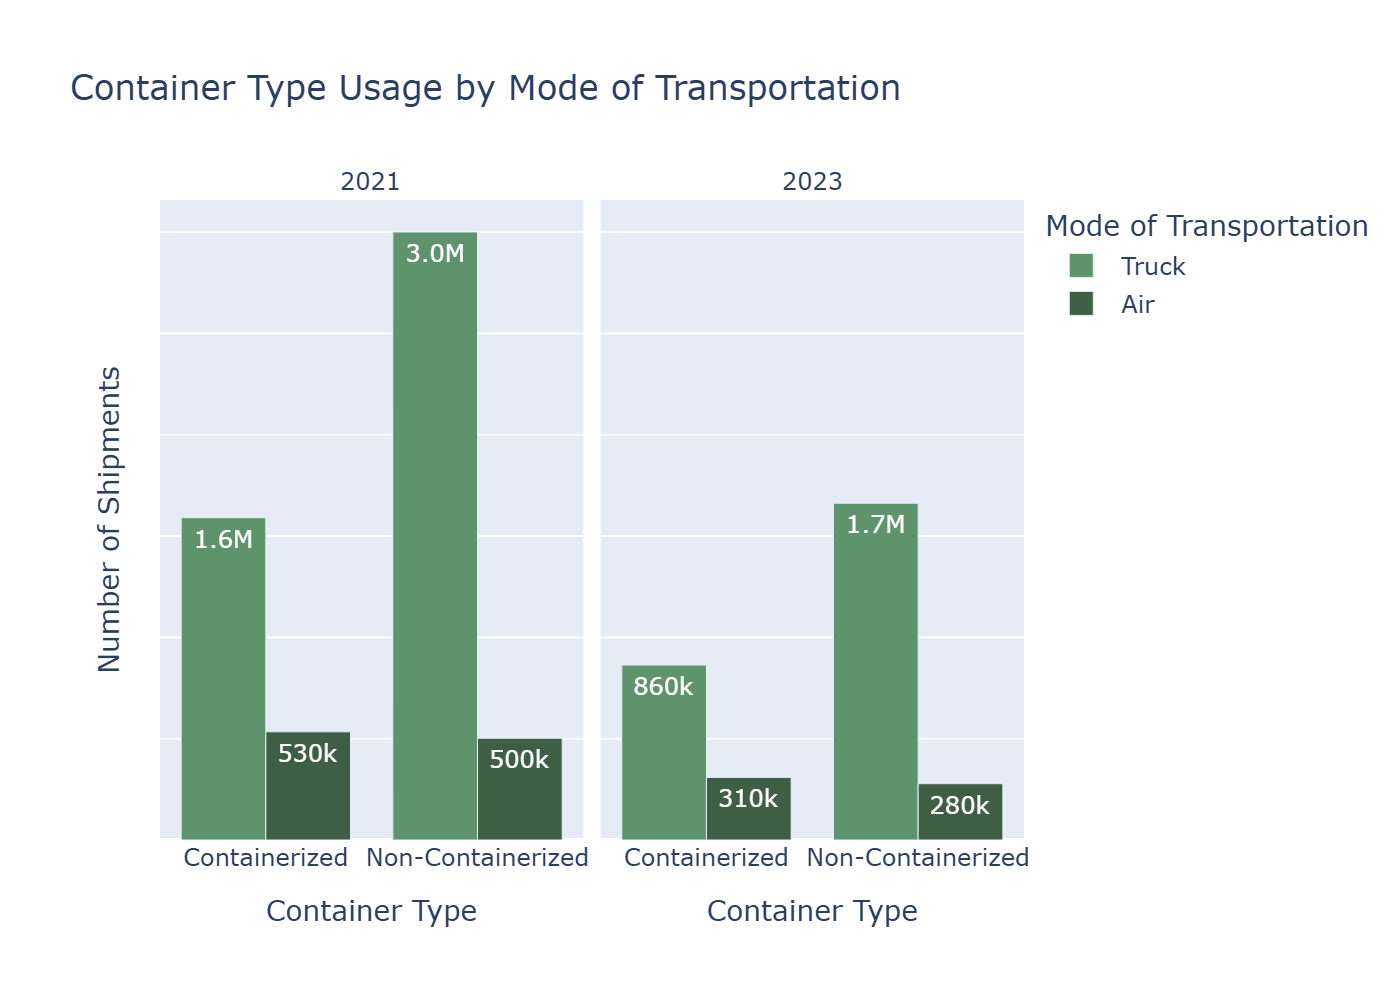 Container Type Usage by Mode of Transportation
2021
2023
Mode of Transportation
Truck
Air
Number of Shipments
3.0M
1.6M
530k
500k
1.7M
860k
310k
280k
Containerized
Non-Containerized
Containerized
Non-Containerized
Container Type
Container Type